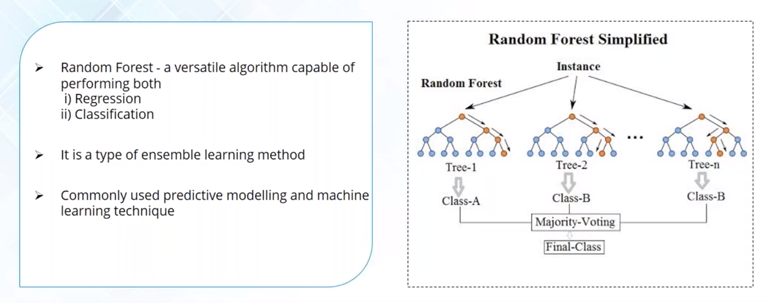 Random Forest - a versatile algorithm capable of
performing both
i) Regression
ii) Classification
It is a type of ensemble learning method
Commonly used predictive modelling and machine
learning technique
Random Forest Simplified
Instance
Random Forest
...
Tree-1
Tree-2
Tree-n
Class-A
Class-B
Class-B
Majority-Voting
Final-Class